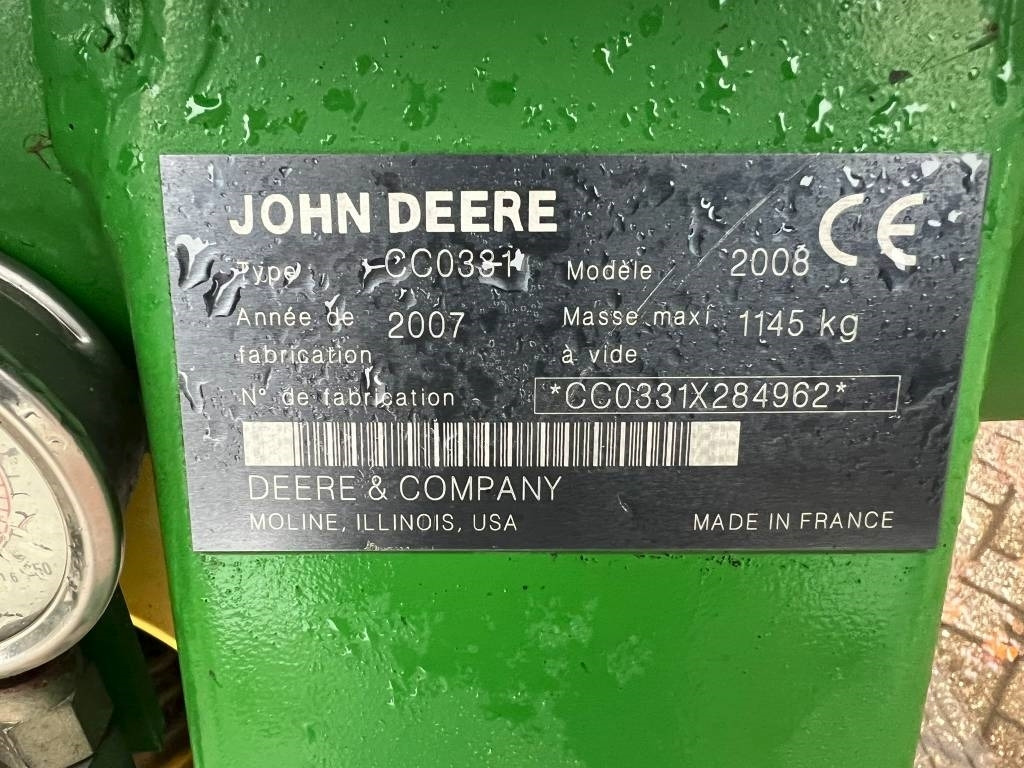 JOHN DEERE CE
Type CC0331 Modèle 2008
Année de fabrication 2007 Masse maxi à vide 1145 kg
N° de fabrication *CC0331X284962*
DEERE & COMPANY
MOLINE, ILLINOIS, USA MADE IN FRANCE
50